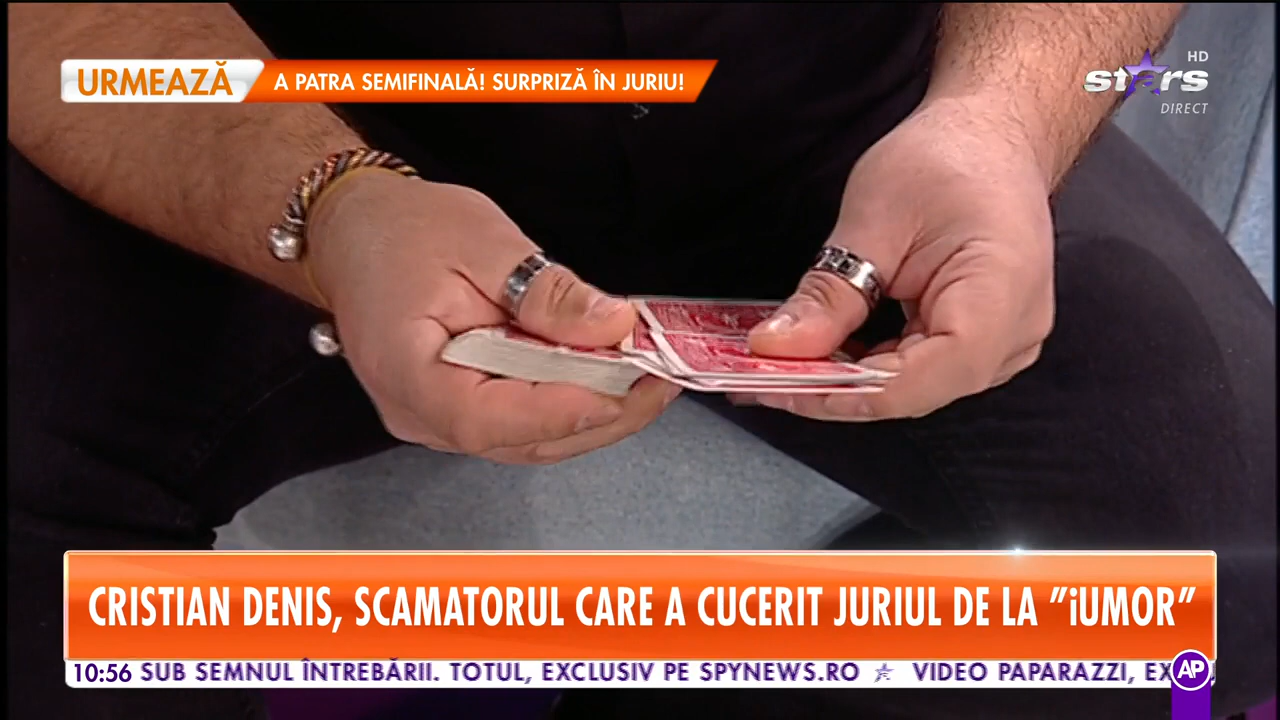 URMEAZĂ
A PATRA SEMIFINALĂ! SURPRIZĂ ÎN JURIU!
HD
stars
DIRECT
CRISTIAN DENIS, SCAMATORUL CARE A CUCERIT JURIUL DE LA "iUMOR"
10:56 SUB SEMNUL ÎNTREBĂRII. TOTUL, EXCLUSIV PE SPYNEWS.RO VIDEO PAPARAZZI,
AP